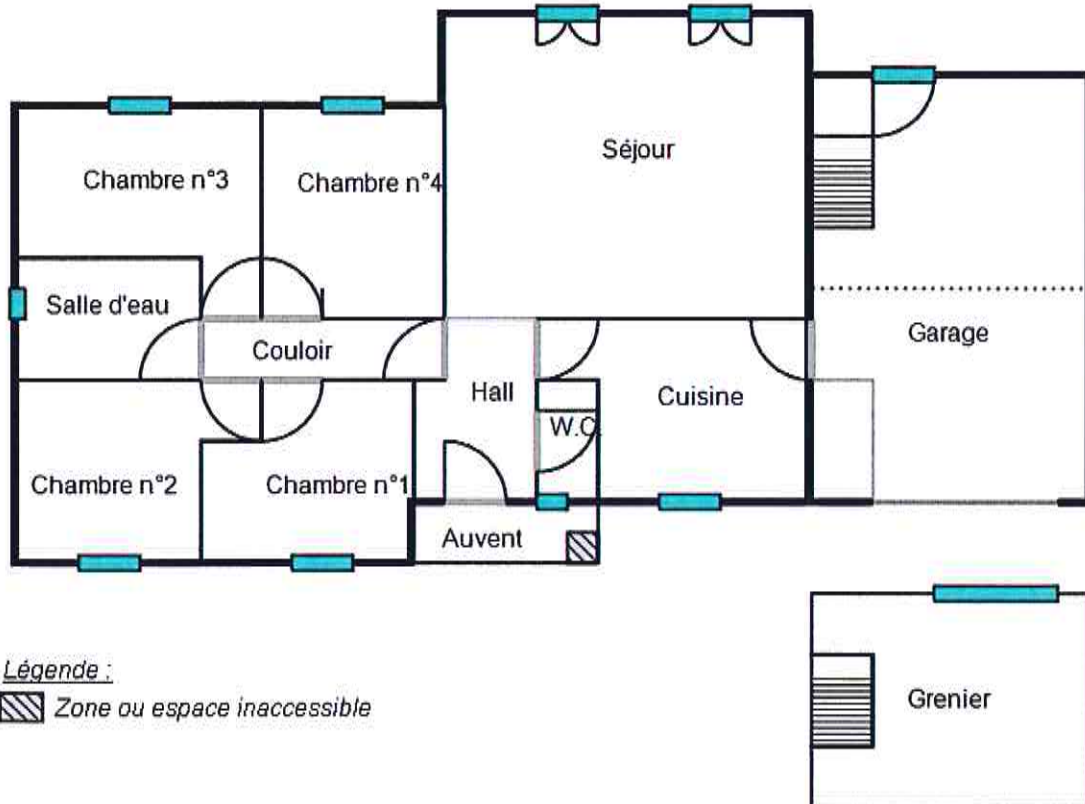 Séjour
Chambre n°3
Chambre n°4
Salle d'eau
Garage
Couloir
Hall
Cuisine
W.C.
Chambre n°2
Chambre n°1
Auvent
Légende :
Zone ou espace inaccessible
Grenier